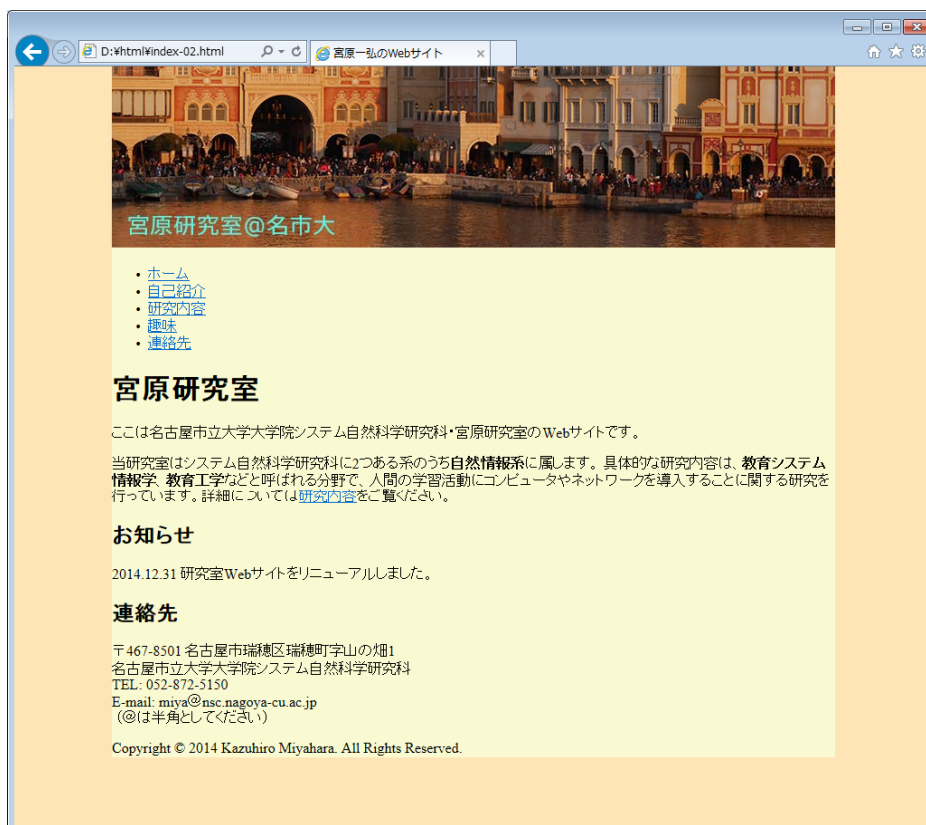 D:¥html¥index-02.html
宮原一弘のWebサイト
宮原研究室@名市大
・ホーム
・自己紹介
・研究内容
・趣味
・連絡先
宮原研究室
ここは名古屋市立大学大学院システム自然科学研究科・宮原研究室のWebサイトです。
当研究室はシステム自然科学研究科に2つある系のうち自然情報系に属します。具体的な研究内容は、教育システム
情報学、教育工学などと呼ばれる分野で、人間の学習活動にコンピュータやネットワークを導入することに関する研究を
行っています。詳細については研究内容をご覧ください。
お知らせ
2014.12.31 研究室Webサイトをリニューアルしました。
連絡先
〒467-8501 名古屋市瑞穂区瑞穂町字山の畑1
名古屋市立大学大学院システム自然科学研究科
TEL: 052-872-5150
E-mail: miya＠nsc.nagoya-cu.ac.jp
（＠は半角としてください）
Copyright © 2014 Kazuhiro Miyahara. All Rights Reserved.